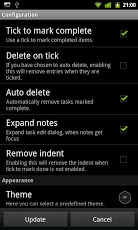 21:00
Configuration
Tick to mark complete
Use a tick to mark completed items.
Delete on tick
If you have chosen to auto delete, enabling
this will remove entries when they are
ticked.
Auto delete
Automatically remove tasks marked
complete.
Expand notes
Expand task edit dialog, when notes get
focus
Remove indent
Enabling this will remove the indent when
tick to mark done is not enabled.
Appearance
Theme
Here you can select a predefined theme.
Update
Cancel